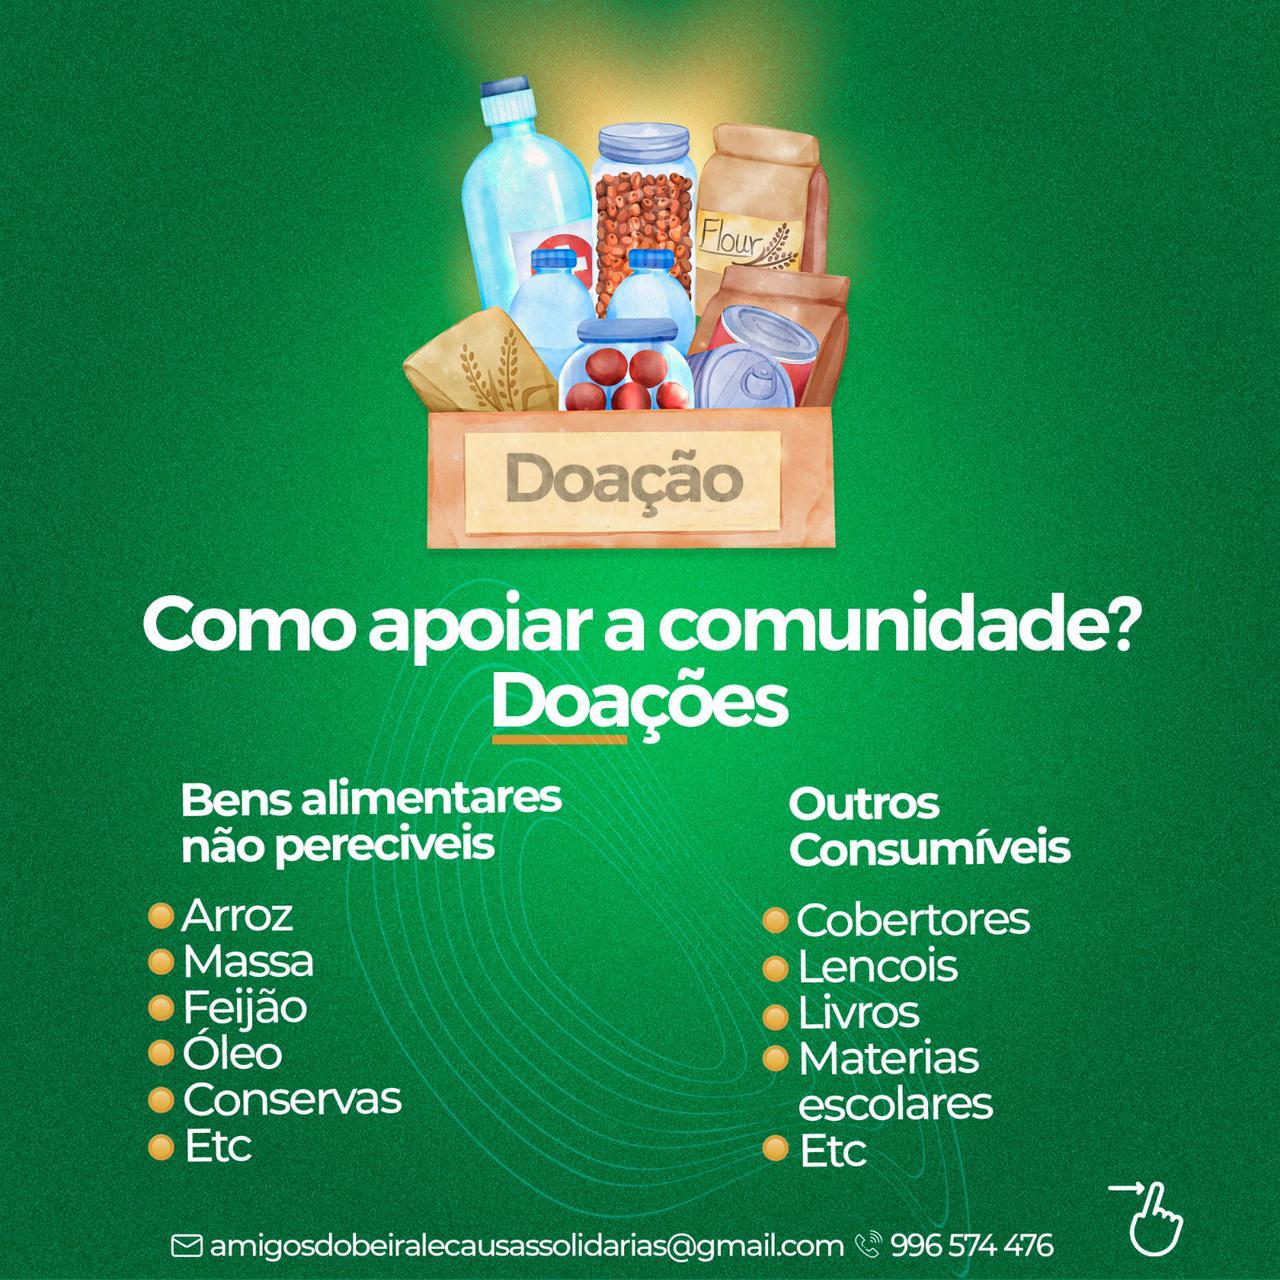 Flour
Doação
Como apoiar a comunidade?
Doações
Bens alimentares
não pereciveis
Arroz
Massa
Feijão
Óleo
Conservas
Etc
Outros
Consumíveis
Cobertores
Lencois
Livros
Materias
escolares
Etc
amigosdobeiralecausassolidarias@gmail.com 996 574 476